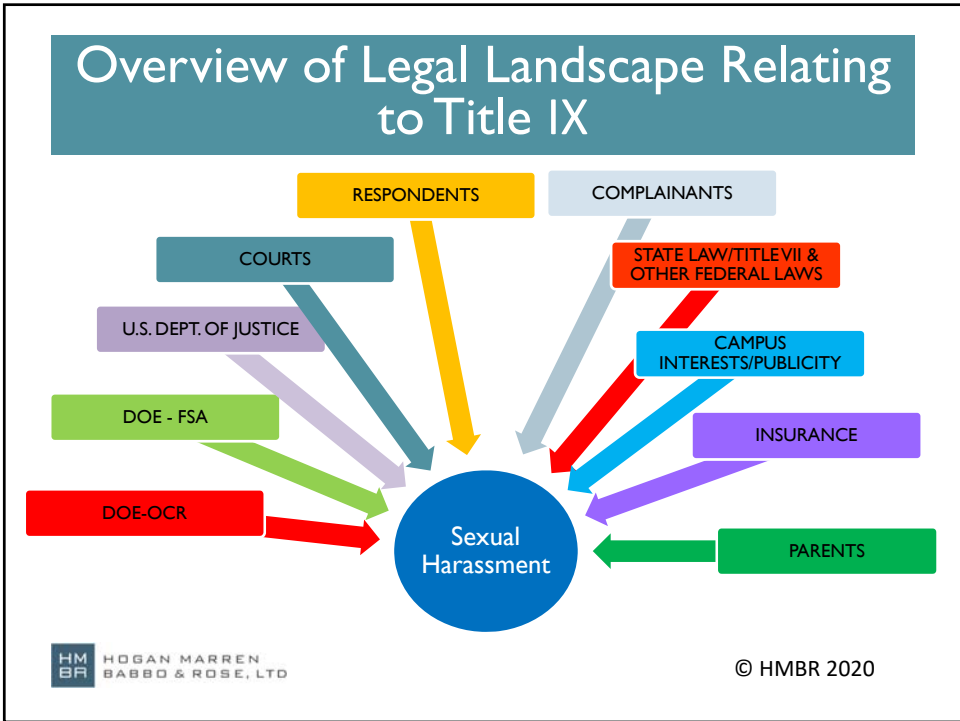 Overview of Legal Landscape Relating
to Title IX
RESPONDENTS
COMPLAINANTS
COURTS
STATE LAW/TITLE VII &
OTHER FEDERAL LAWS
U.S. DEPT. OF JUSTICE
CAMPUS
INTERESTS/PUBLICITY
DOE - FSA
INSURANCE
DOE-OCR
Sexual
Harassment
PARENTS
HM
BR
HOGAN MARREN
BABBO & ROSE, LTD
© HMBR 2020